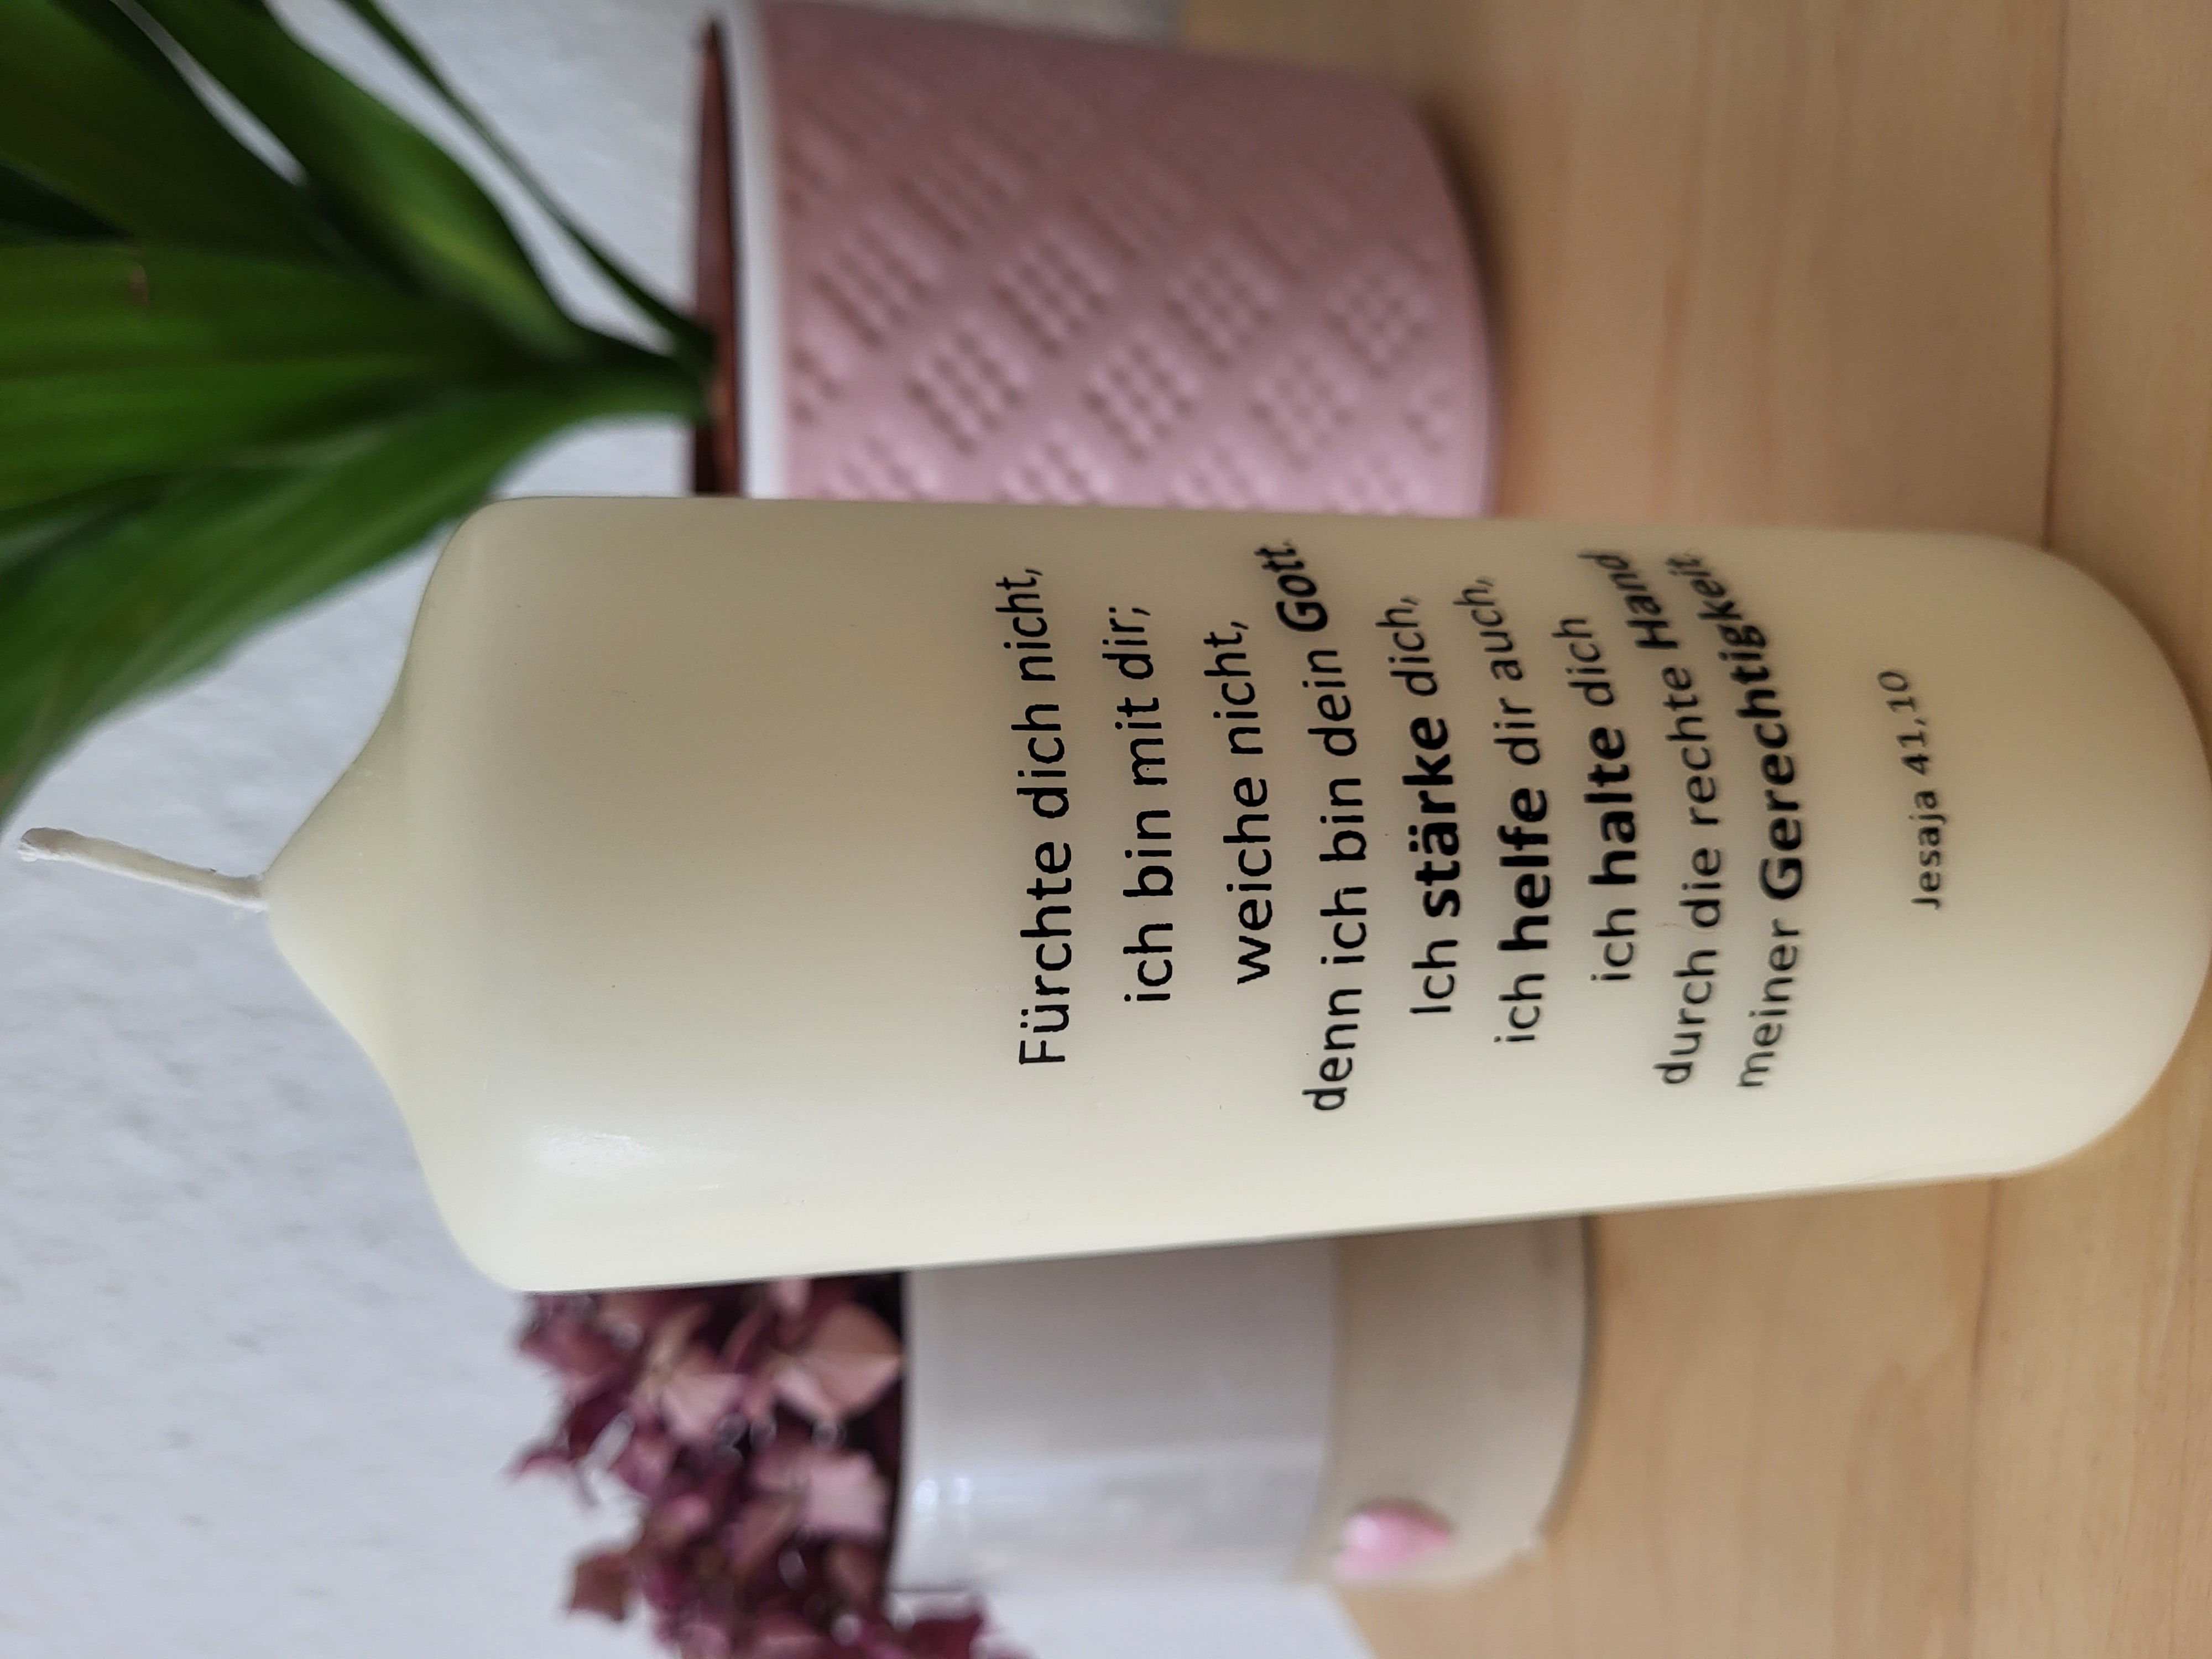 Fürchte dich nicht,
ich bin mit dir;
weiche nicht,
denn ich bin dein Gott.
Ich stärke dich,
ich helfe dir auch,
ich halte dich
durch die rechte Hand
meiner Gerechtigkeit.
Jesaja 41,10